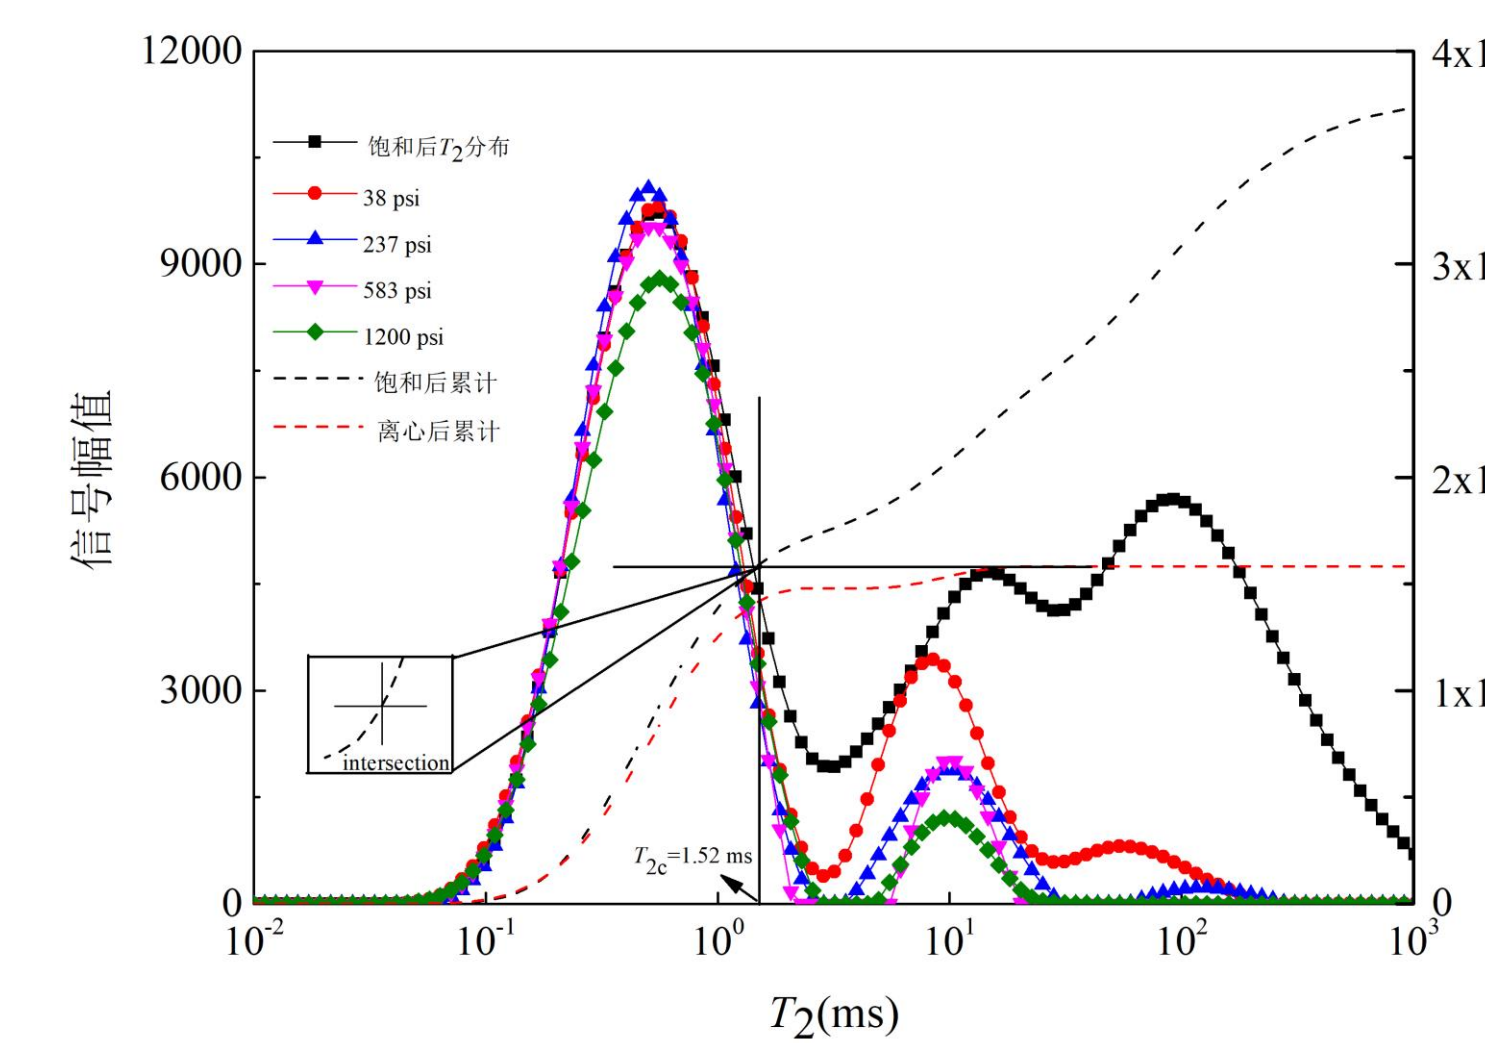 12000
9000
6000
3000
0
信号幅值
饱和后T2分布
38 psi
237 psi
583 psi
1200 psi
饱和后累计
离心后累计
intersection
T2c=1.52 ms
4x1
3x1
2x1
1x1
0
10-2
10-1
100
101
102
103
T2(ms)